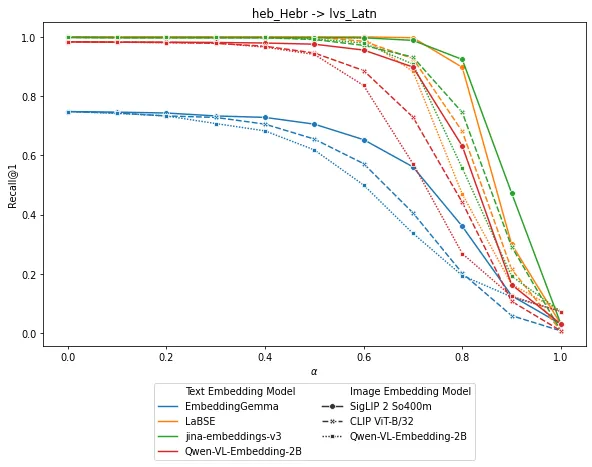 heb_Hebr -> lvs_Latn
Recall@1
1.0
0.8
0.6
0.4
0.2
0.0
0.0 0.2 0.4 0.6 0.8 1.0
α
Text Embedding Model
EmbeddingGemma
LaBSE
jina-embeddings-v3
Qwen-VL-Embedding-2B
Image Embedding Model
SigLIP 2 So400m
CLIP ViT-B/32
Qwen-VL-Embedding-2B